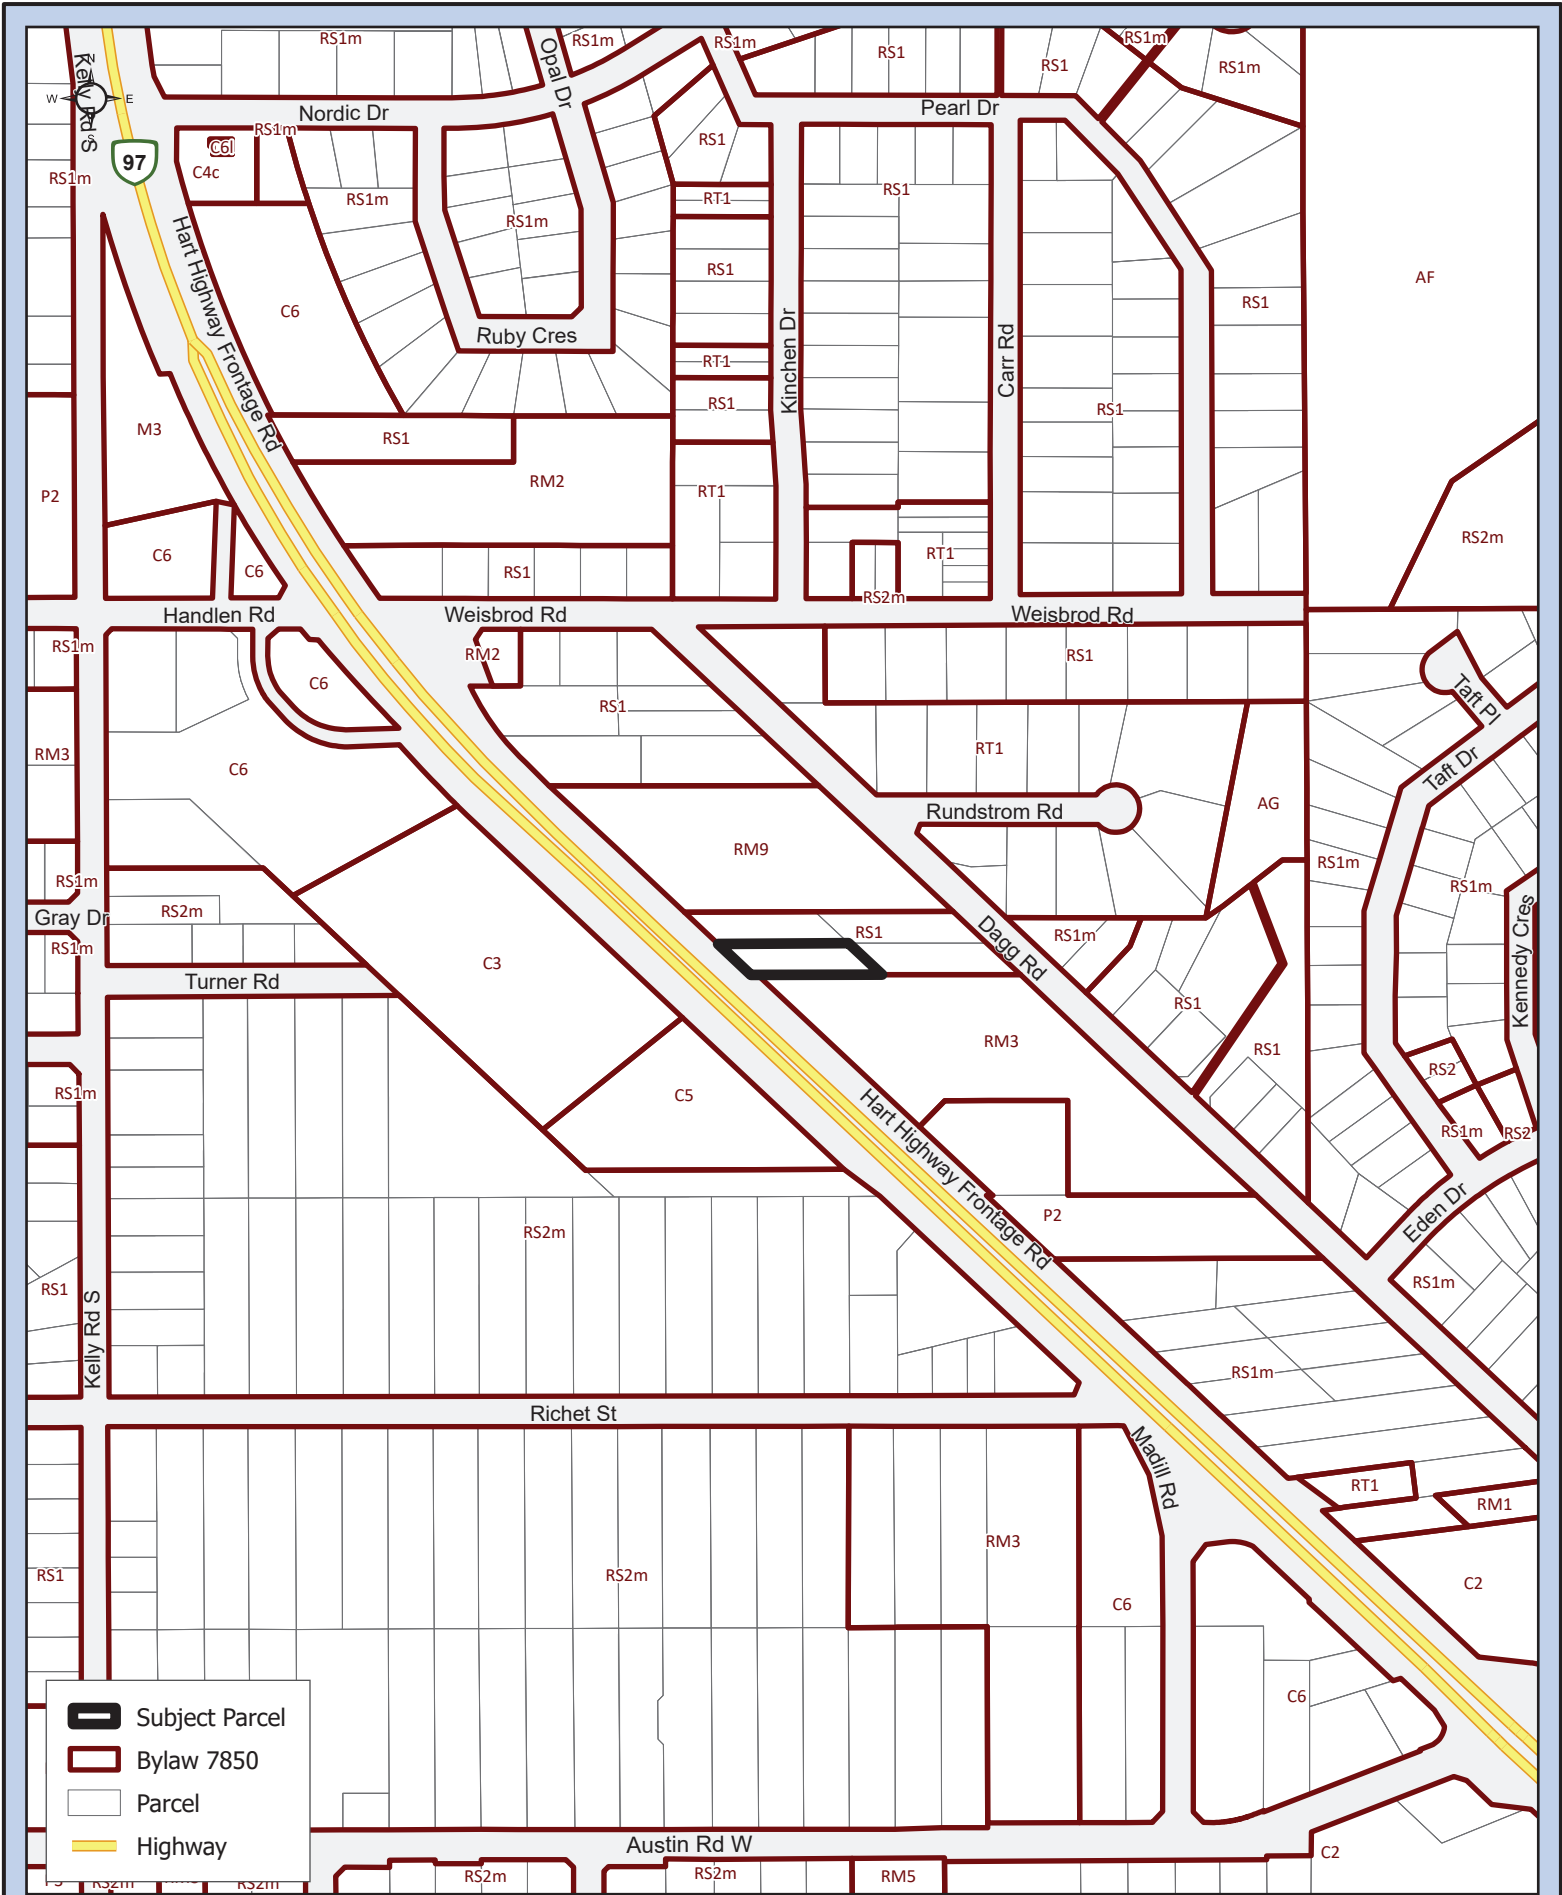 RS1m
RS1m
RS1m
RS1
RS1
RS1m
RS1m
Kelly Rd S
N
W
E
S
97
Opal Dr
Nordic Dr
Pearl Dr
RS1m
C6l
C4c
RS1m
RS1m
RS1m
RS1
RT1
RS1
RS1
AF
RS1
Hart Highway Frontage Rd
C6
Ruby Cres
Kinchen Dr
Carr Rd
RT1
RS1
RS1
M3
RS1
RM2
RT1
P2
RS2m
C6
C6
RS1
RT1
RS2m
Handlen Rd
Weisbrod Rd
Weisbrod Rd
RS1m
RM2
RS1
C6
RS1
Taft Pl
RM3
C6
RT1
Taft Dr
AG
Rundstrom Rd
RM9
RS1m
RS1m
RS1m
RS2m
Gray Dr
RS1
Dagg Rd
RS1m
Kennedy Cres
RS1m
C3
Turner Rd
RS1
RM3
RS1
RS2
RS1m
C5
Hart Highway Frontage Rd
RS1m
RS2
P2
Eden Dr
RS2m
RS1
Kelly Rd S
RS1m
RS1m
Richet St
Madill Rd
RT1
RM1
RM3
RS1
RS2m
C6
C2
C6
Subject Parcel
Bylaw 7850
Parcel
Highway
Austin Rd W
C2
RS2m
RS2m
RS2m
RS2m
RM5